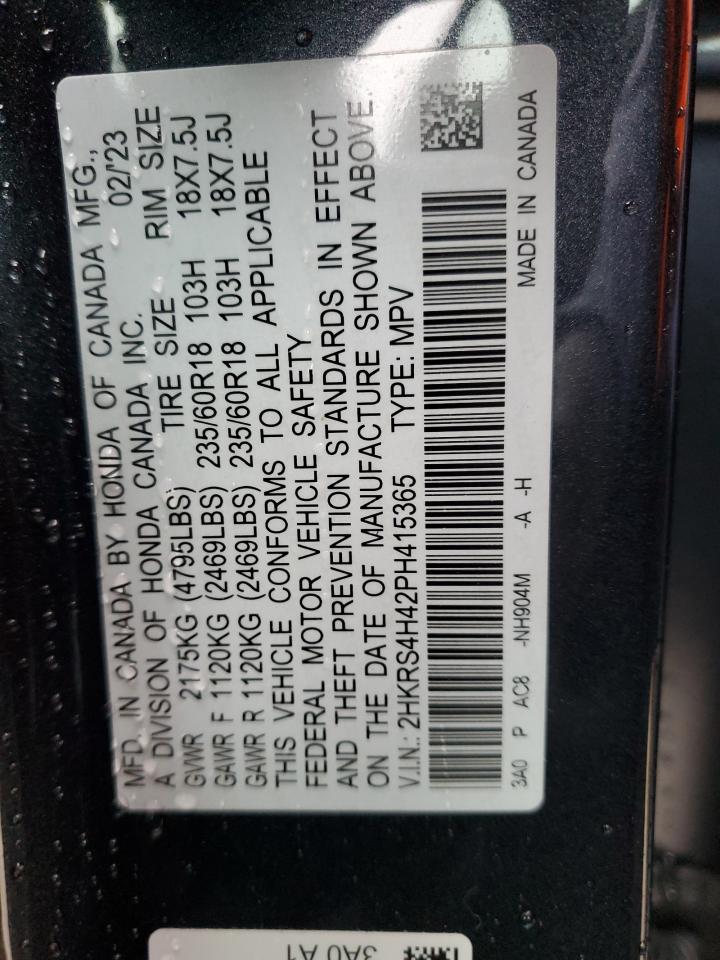 MFD. IN CANADA BY HONDA OF CANADA MFG.,
A DIVISION OF HONDA CANADA INC. 02/'23
GVWR 2175KG (4795LBS) TIRE SIZE RIM SIZE
GAWR F 1120KG (2469LBS) 235/60R18 103H 18X7.5J
GAWR R 1120KG (2469LBS) 235/60R18 103H 18X7.5J
THIS VEHICLE CONFORMS TO ALL APPLICABLE
FEDERAL MOTOR VEHICLE SAFETY
AND THEFT PREVENTION STANDARDS IN EFFECT
ON THE DATE OF MANUFACTURE SHOWN ABOVE.
V.I.N.: 2HKRS4H42PH415365 TYPE: MPV
3A0 P AC8 -NH904M -A -H MADE IN CANADA
3A0 A1